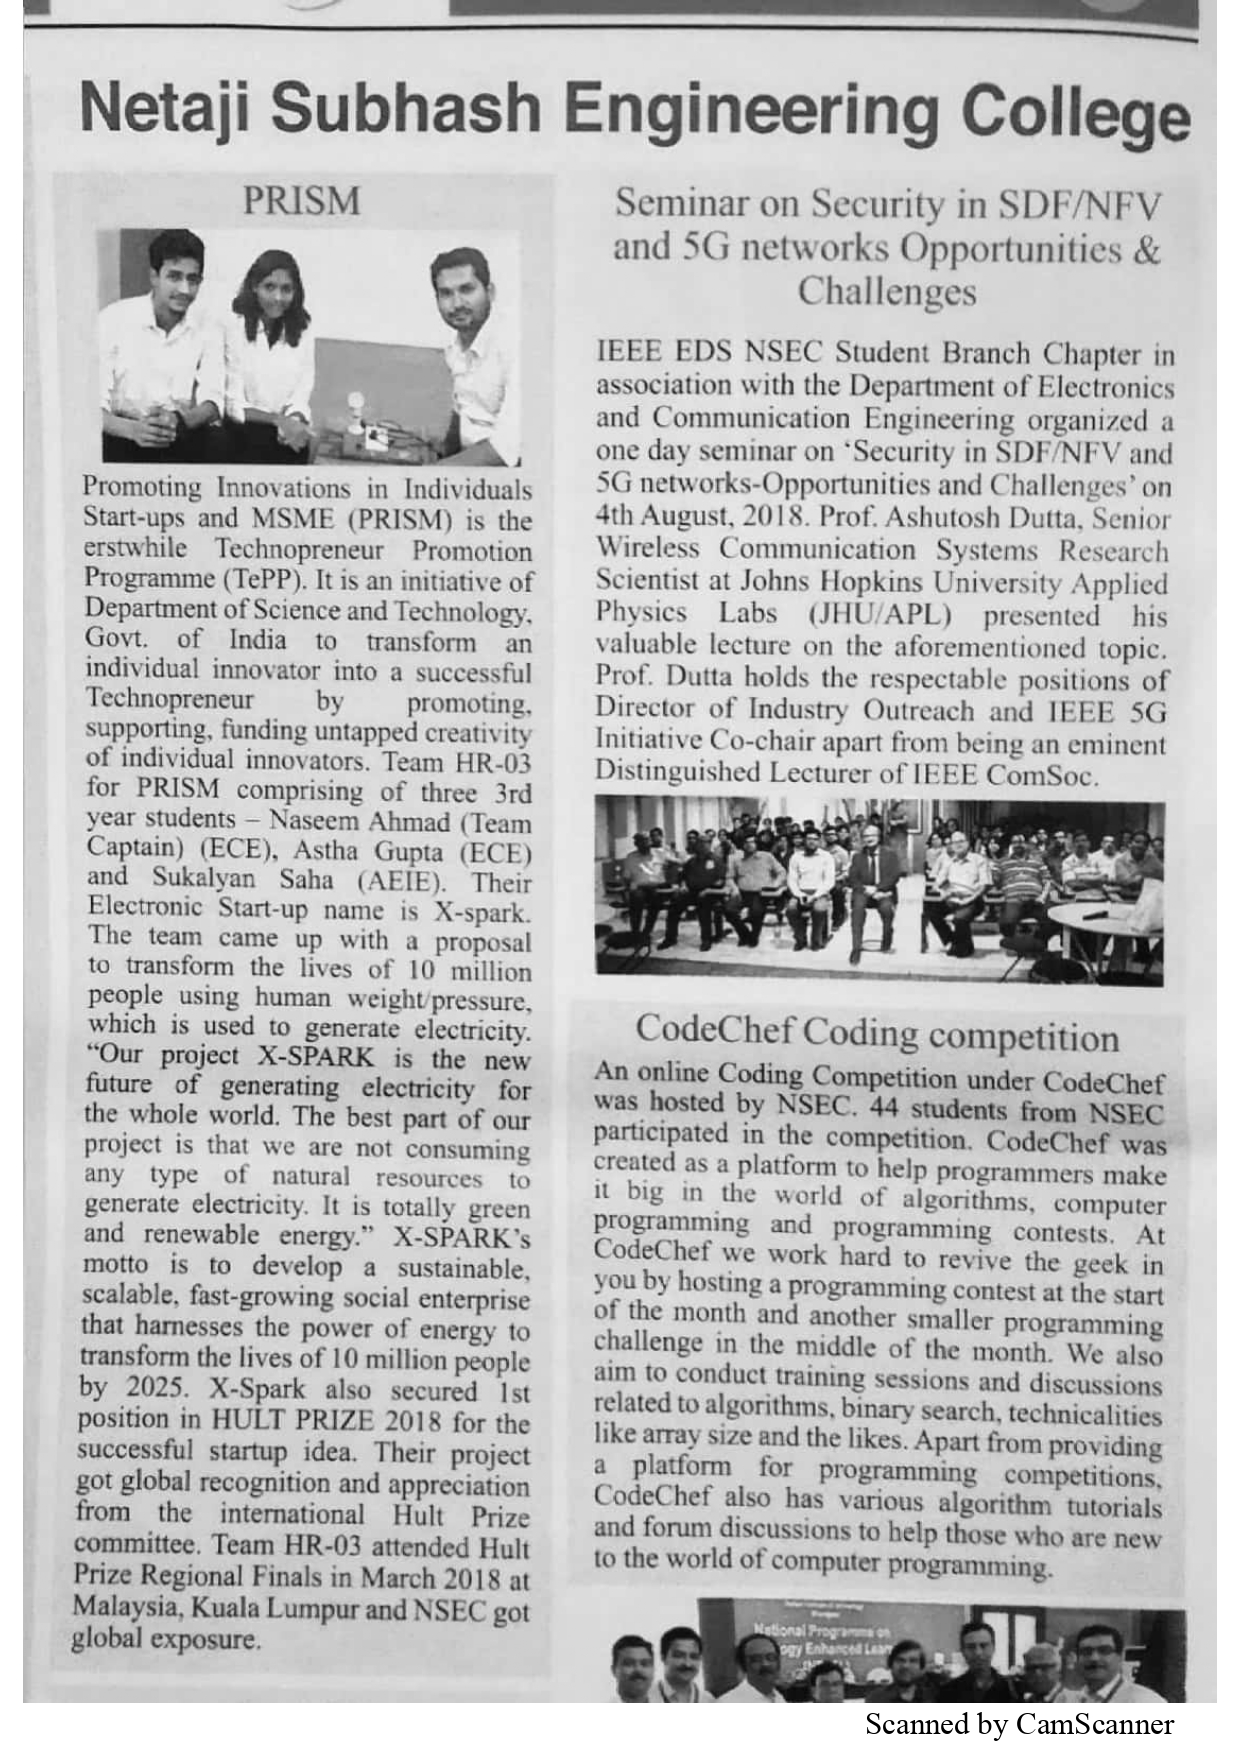 Netaji Subhash Engineering College
PRISM
Promoting Innovations in Individuals
Start-ups and MSME (PRISM) is the
erstwhile Technopreneur Promotion
Programme (TePP). It is an initiative of
Department of Science and Technology,
Govt. of India to transform an
individual innovator into a successful
Technopreneur by promoting,
supporting, funding untapped creativity
of individual innovators. Team HR-03
for PRISM comprising of three 3rd
year students – Naseem Ahmad (Team
Captain) (ECE), Astha Gupta (ECE)
and Sukalyan Saha (AEIE). Their
Electronic Start-up name is X-spark.
The team came up with a proposal
to transform the lives of 10 million
people using human weight/pressure,
which is used to generate electricity.
“Our project X-SPARK is the new
future of generating electricity for
the whole world. The best part of our
project is that we are not consuming
any type of natural resources to
generate electricity. It is totally green
and renewable energy.” X-SPARK’s
motto is to develop a sustainable,
scalable, fast-growing social enterprise
that harnesses the power of energy to
transform the lives of 10 million people
by 2025. X-Spark also secured 1st
position in HULT PRIZE 2018 for the
successful startup idea. Their project
got global recognition and appreciation
from the international Hult Prize
committee. Team HR-03 attended Hult
Prize Regional Finals in March 2018 at
Malaysia, Kuala Lumpur and NSEC got
global exposure.
Seminar on Security in SDF/NFV
and 5G networks Opportunities &
Challenges
IEEE EDS NSEC Student Branch Chapter in
association with the Department of Electronics
and Communication Engineering organized a
one day seminar on ‘Security in SDF/NFV and
5G networks-Opportunities and Challenges’ on
4th August, 2018. Prof. Ashutosh Dutta, Senior
Wireless Communication Systems Research
Scientist at Johns Hopkins University Applied
Physics Labs (JHU/APL) presented his
valuable lecture on the aforementioned topic.
Prof. Dutta holds the respectable positions of
Director of Industry Outreach and IEEE 5G
Initiative Co-chair apart from being an eminent
Distinguished Lecturer of IEEE ComSoc.
CodeChef Coding competition
An online Coding Competition under CodeChef
was hosted by NSEC. 44 students from NSEC
participated in the competition. CodeChef was
created as a platform to help programmers make
it big in the world of algorithms, computer
programming and programming contests. At
CodeChef we work hard to revive the geek in
you by hosting a programming contest at the start
of the month and another smaller programming
challenge in the middle of the month. We also
aim to conduct training sessions and discussions
related to algorithms, binary search, technicalities
like array size and the likes. Apart from providing
a platform for programming competitions,
CodeChef also has various algorithm tutorials
and forum discussions to help those who are new
to the world of computer programming.
National Programme on
Enhanced Lear
Scanned by CamScanner